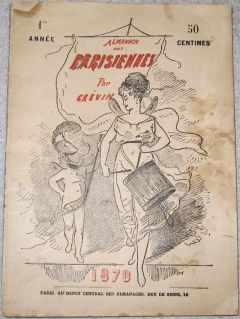 1re
ANNÉE
50
CENTIMES
ALMANACH
DES
PARISIENNES
PAR
GRÉVIN
1870
PARIS, AU DÉPOT CENTRAL DES ALMANACHS, RUE DE SEINE, 18